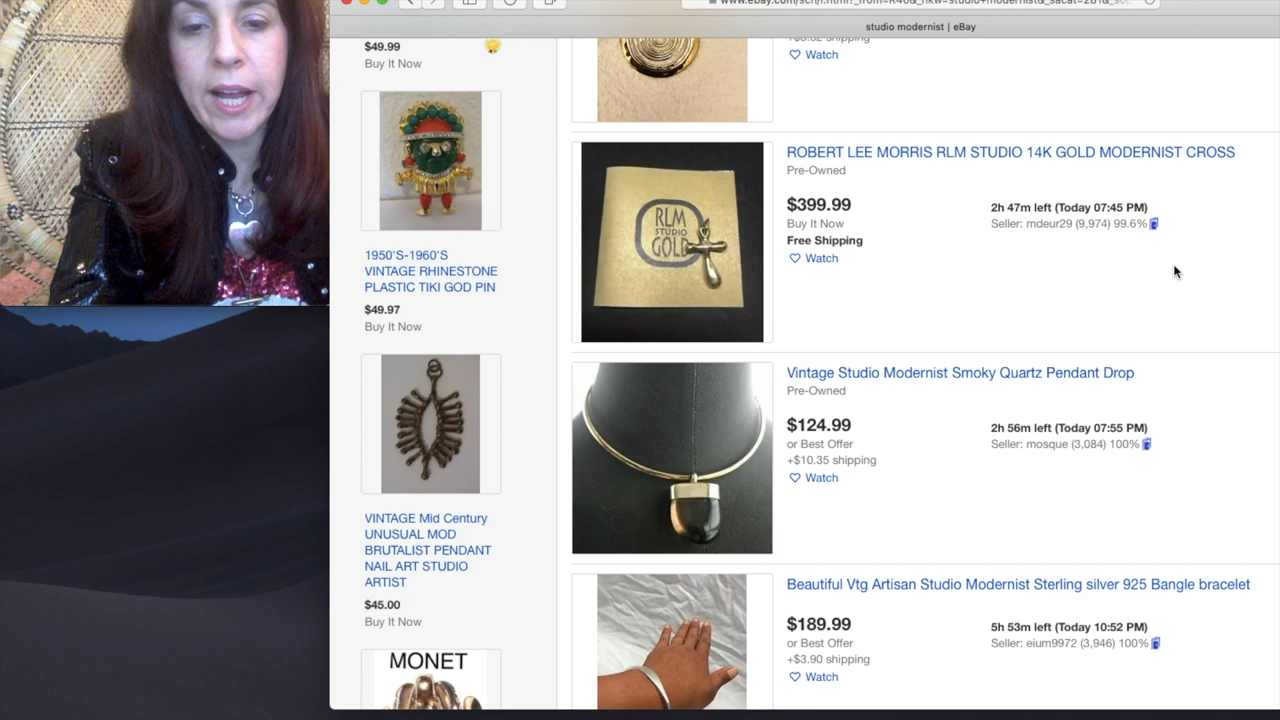 studio modernist | eBay
$49.99
Buy It Now
1950'S-1960'S
VINTAGE RHINESTONE
PLASTIC TIKI GOD PIN
$49.97
Buy It Now
VINTAGE Mid Century
UNUSUAL MOD
BRUTALIST PENDANT
NAIL ART STUDIO
ARTIST
$45.00
Buy It Now
MONET
shipping
Watch
RLM
STUDIO
GOLD
ROBERT LEE MORRIS RLM STUDIO 14K GOLD MODERNIST CROSS
Pre-Owned
$399.99
Buy It Now
Free Shipping
Watch
2h 47m left (Today 07:45 PM)
Seller: mdeur29 (9,974) 99.6%
Vintage Studio Modernist Smoky Quartz Pendant Drop
Pre-Owned
$124.99
or Best Offer
+$10.35 shipping
Watch
2h 56m left (Today 07:55 PM)
Seller: mosque (3,084) 100%
Beautiful Vtg Artisan Studio Modernist Sterling silver 925 Bangle bracelet
$189.99
or Best Offer
+$3.90 shipping
Watch
5h 53m left (Today 10:52 PM)
Seller: eium9972 (3,946) 100%